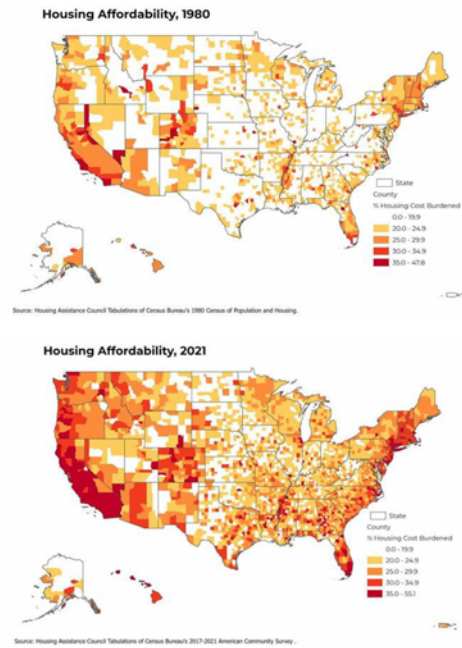 Housing Affordability, 1980
State
County
% Housing Cost Burdened
0.0 - 19.9
20.0 - 24.9
25.0 - 29.9
30.0 - 34.9
35.0 - 47.8
Source: Housing Assistance Council Tabulations of Census Bureau's 1980 Census of Population and Housing.
Housing Affordability, 2021
State
County
% Housing Cost Burdened
0.0 - 19.9
20.0 - 24.9
25.0 - 29.9
30.0 - 34.9
35.0 - 55.1
Source: Housing Assistance Council Tabulations of Census Bureau's 2017-2021 American Community Survey .